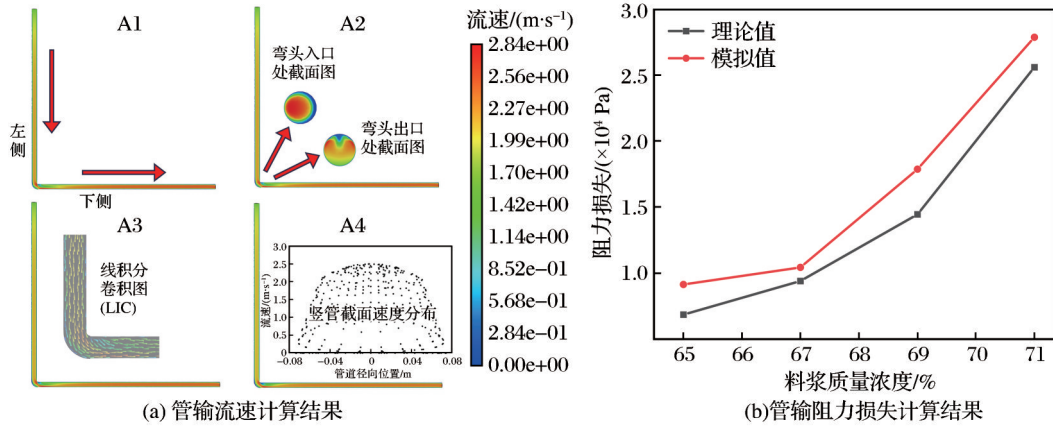 A1
左
侧
下侧
A2
弯头入口
处截面图
弯头出口
处截面图
A3
线积分
卷积图
(LIC)
A4
流速/(m·s⁻¹)
3.0
2.5
2.0
1.5
1.0
0.5
0
竖管截面速度分布
-0.08 -0.04 0 0.04 0.08
管道径向位置/m
流速/(m·s⁻¹)
2.84e+00
2.56e+00
2.27e+00
1.99e+00
1.70e+00
1.42e+00
1.14e+00
8.52e-01
5.68e-01
2.84e-01
0.00e+00
(a) 管输流速计算结果
阻力损失/(×10⁴ Pa)
3.0
2.5
2.0
1.5
1.0
理论值
模拟值
65 66 67 68 69 70 71
料浆质量浓度/%
(b)管输阻力损失计算结果